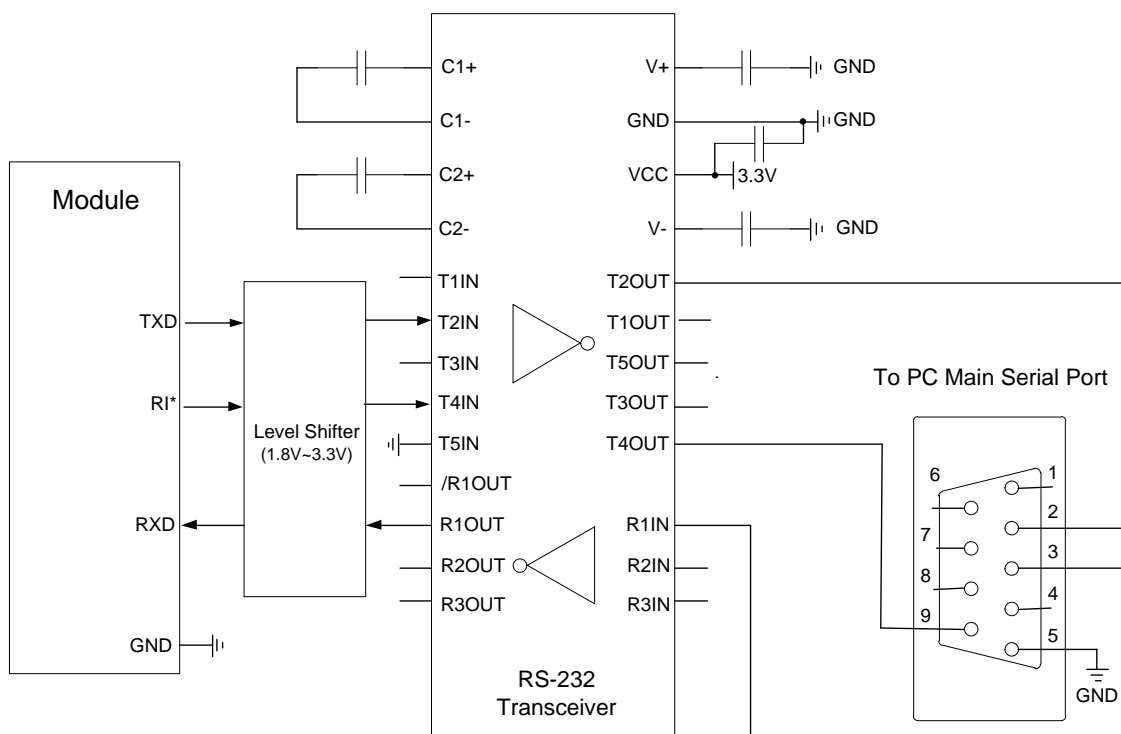 Module
TXD
RI*
RXD
GND
Level Shifter
(1.8V~3.3V)
C1+
C1-
C2+
C2-
T1IN
T2IN
T3IN
T4IN
T5IN
/R1OUT
R1OUT
R2OUT
R3OUT
V+
GND
VCC
V-
T2OUT
T1OUT
T5OUT
T3OUT
T4OUT
R1IN
R2IN
R3IN
RS-232
Transceiver
GND
GND
3.3V
GND
To PC Main Serial Port
6
7
8
9
1
2
3
4
5
GND